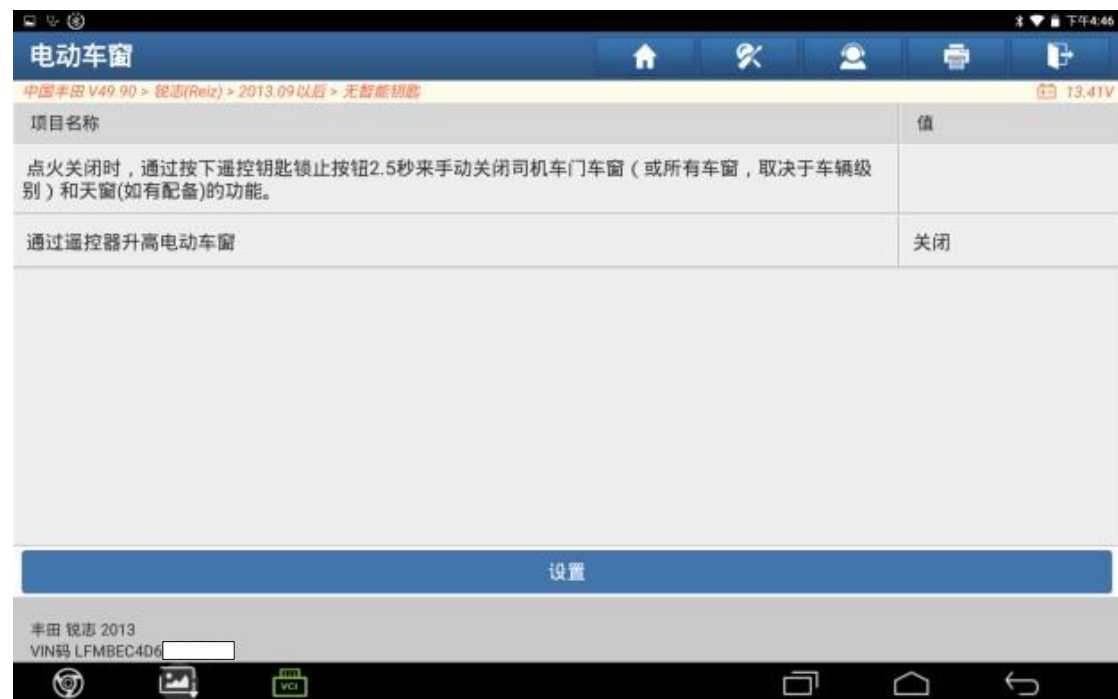 下午4:46
电动车窗
中国丰田 V49.90 > 锐志(Reiz) > 2013.09以后 > 无智能钥匙
13.41V
项目名称
值
点火关闭时，通过按下遥控钥匙锁止按钮2.5秒来手动关闭司机车门车窗（或所有车窗，取决于车辆级
别）和天窗(如有配备)的功能。
通过遥控器升高电动车窗
关闭
设置
丰田 锐志 2013
VIN码 LFMBEC4D6
VCI